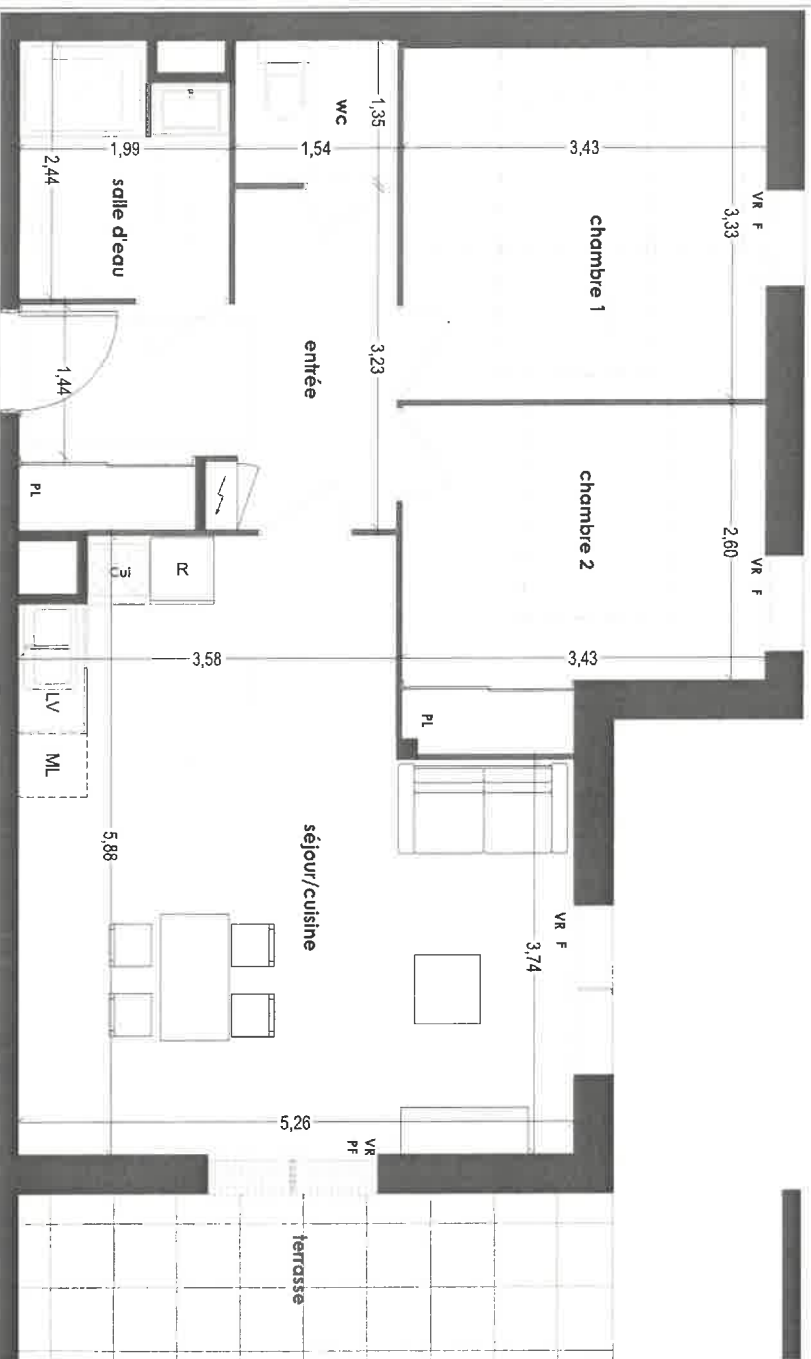 wc
1,35
1,99
1,54
3,43
VR F
3,33
2,44
salle d'eau
chambre 1
entrée
3,23
1,44
PL
chambre 2
2,60
VR F
Cui
R
3,58
3,43
LV
ML
PL
5,88
séjour/cuisine
VR F
3,74
5,26
VR
PF
terrasse